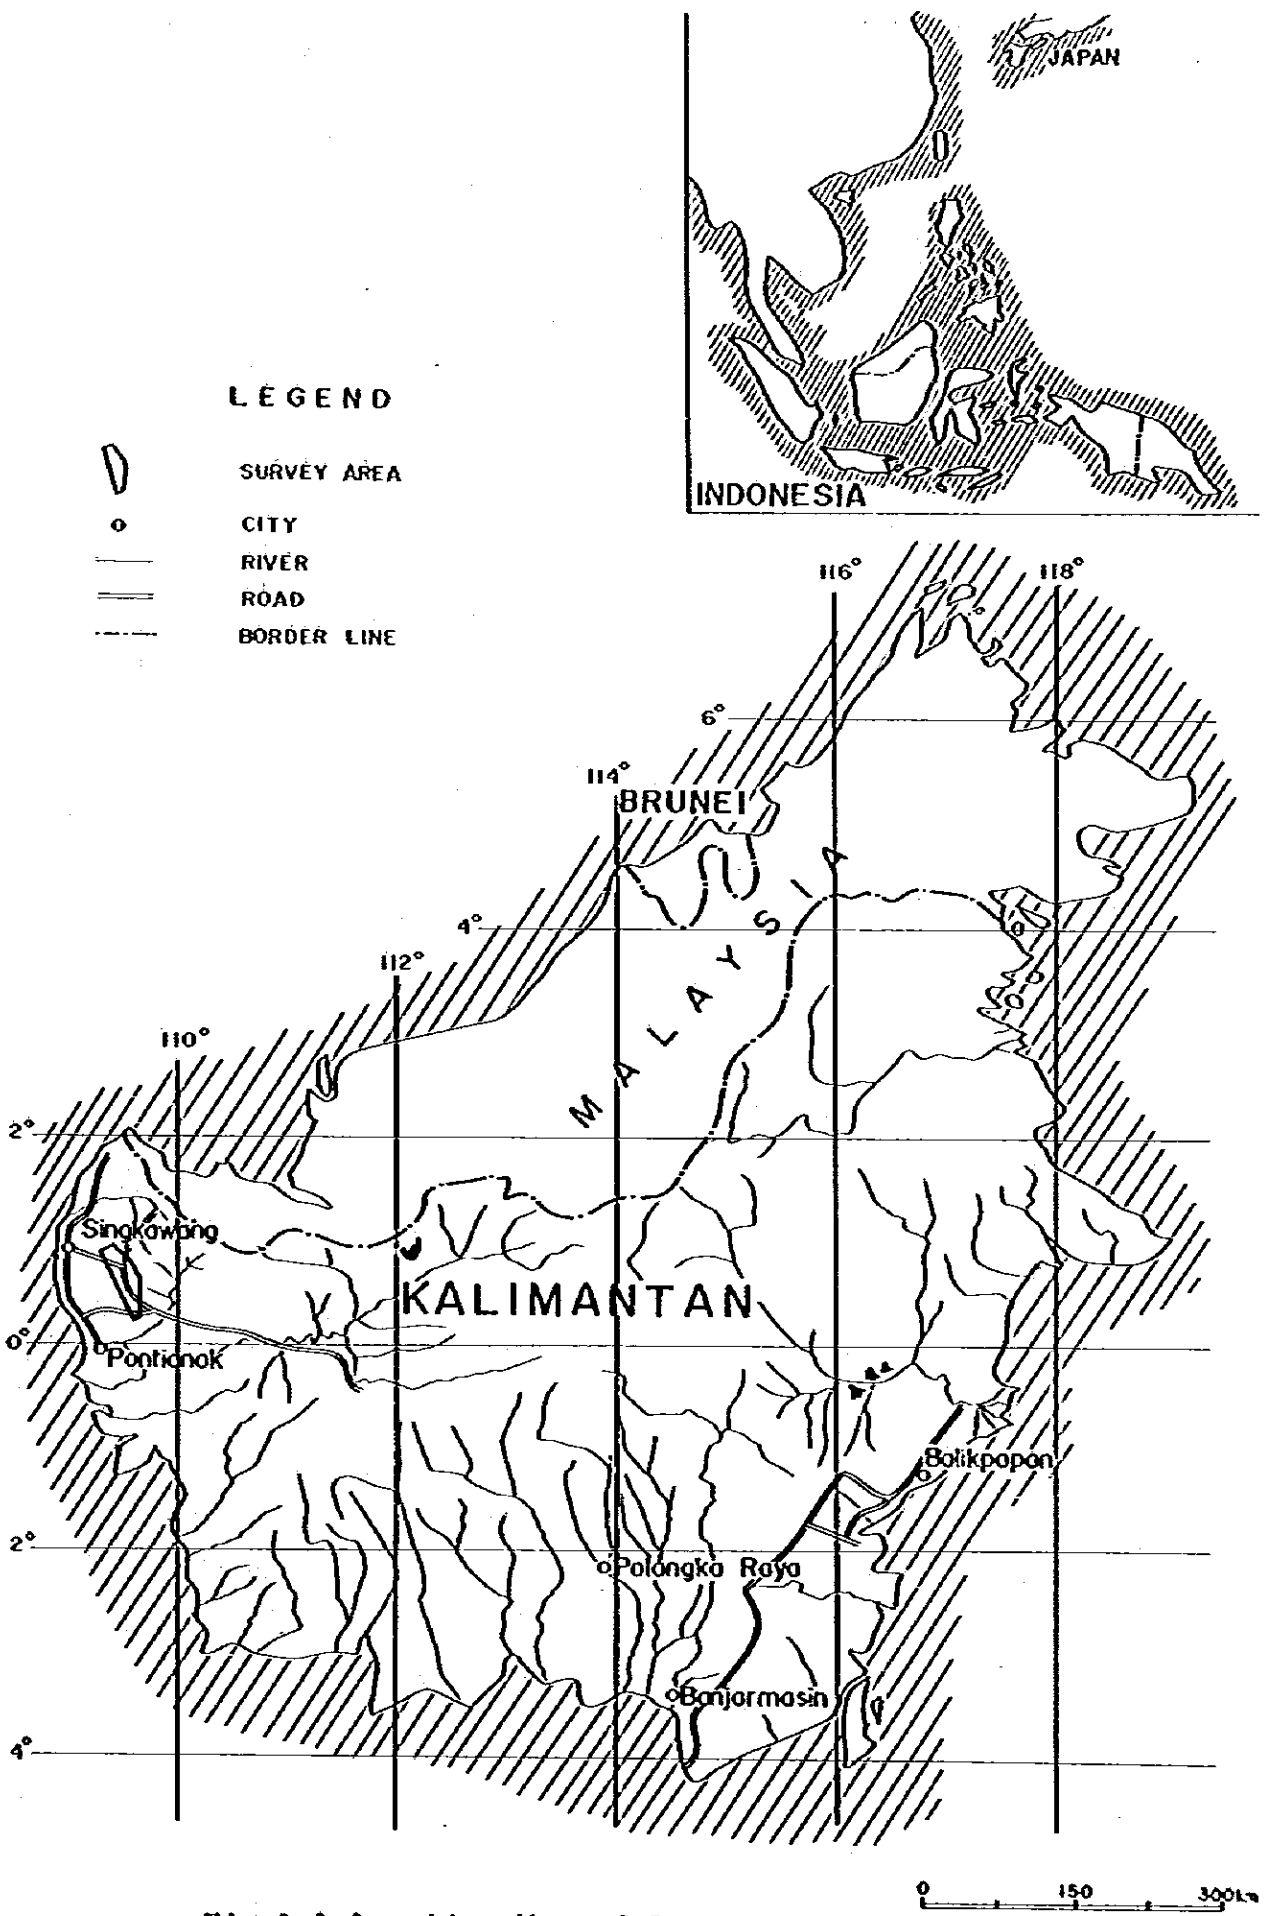 JAPAN
INDONESIA
LEGEND
SURVEY AREA
CITY
RIVER
ROAD
BORDER LINE
116°
118°
6°
114°
BRUNEI
MALAYSIA
4°
112°
110°
2°
Singkawang
KALIMANTAN
0°
Pontianak
Balikpapan
2°
Palangka Raya
Banjarmasin
4°
0 150 300km